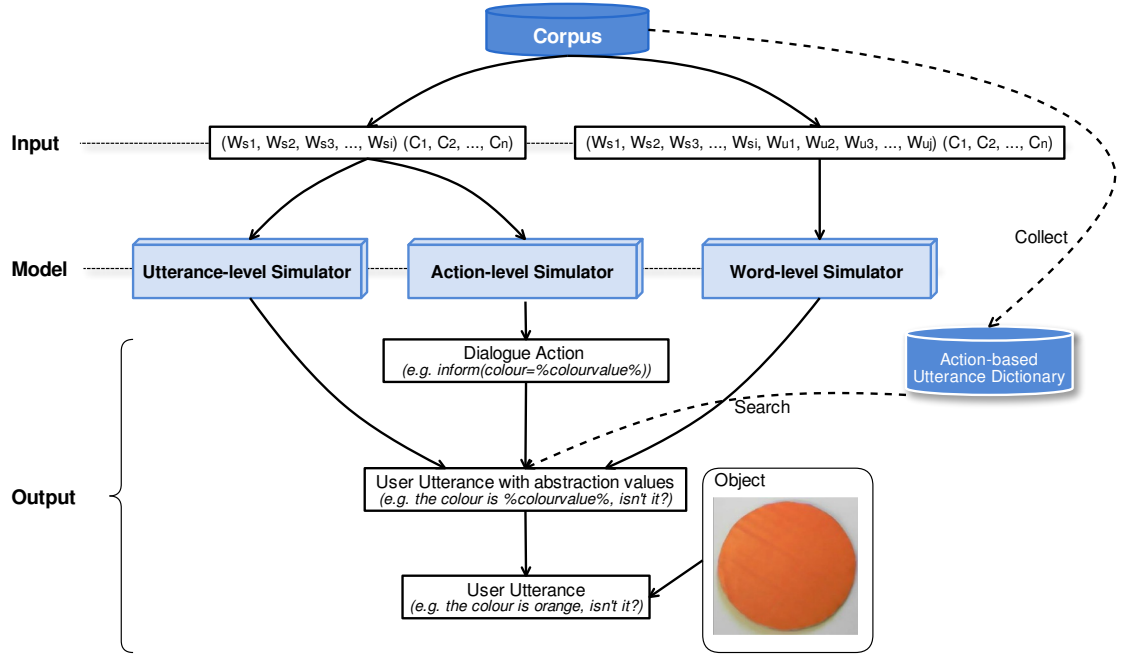 Corpus
Input
(Ws1, Ws2, Ws3, ..., Wsi) (C1, C2, ..., Cn)
(Ws1, Ws2, Ws3, ..., Wsi, Wu1, Wu2, Wu3, ..., Wuj) (C1, C2, ..., Cn)
Collect
Model
Utterance-level Simulator
Action-level Simulator
Word-level Simulator
Dialogue Action
(e.g. inform(colour=%colourvalue%))
Action-based
Utterance Dictionary
Search
Output
User Utterance with abstraction values
(e.g. the colour is %colourvalue%, isn't it?)
Object
User Utterance
(e.g. the colour is orange, isn't it?)